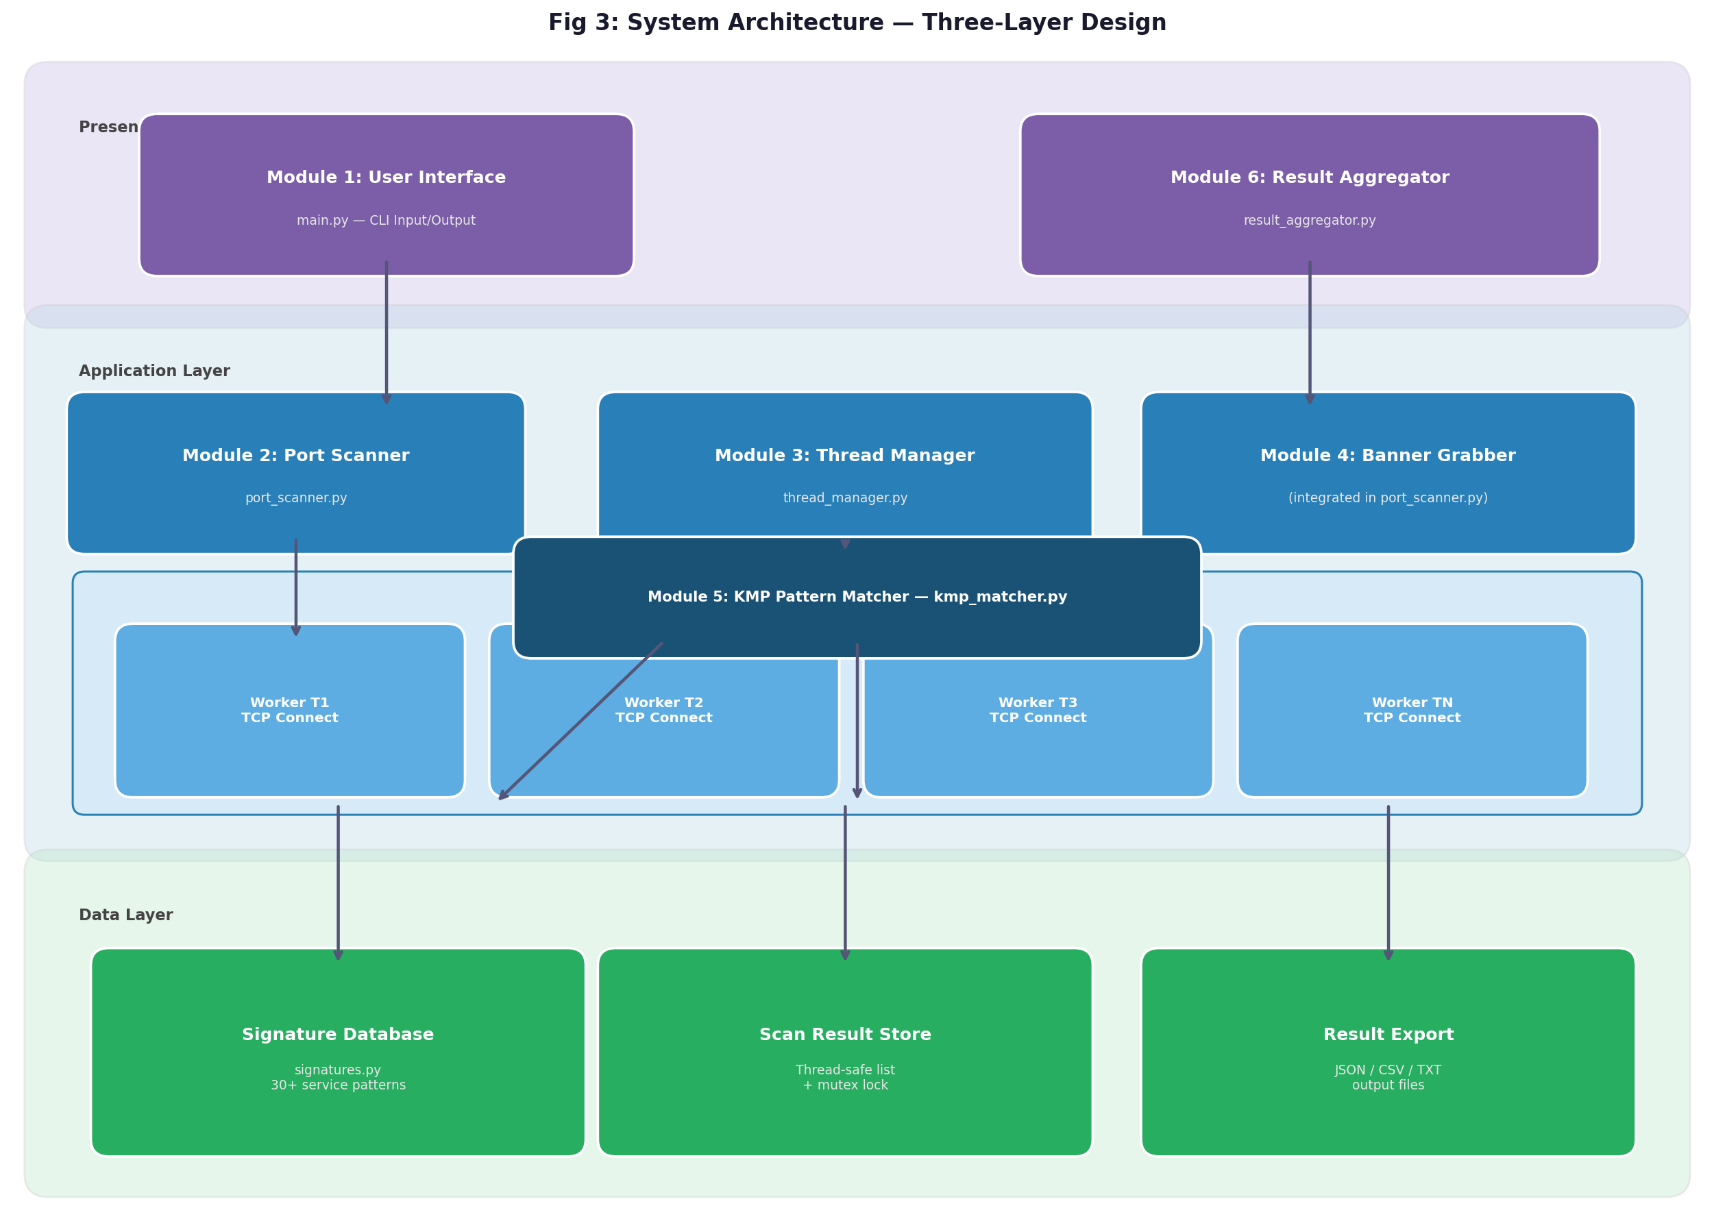 Fig 3: System Architecture — Three-Layer Design
Presen
Module 1: User Interface
main.py — CLI Input/Output
Module 6: Result Aggregator
result_aggregator.py
Application Layer
Module 2: Port Scanner
port_scanner.py
Module 3: Thread Manager
thread_manager.py
Module 4: Banner Grabber
(integrated in port_scanner.py)
Module 5: KMP Pattern Matcher — kmp_matcher.py
Worker T1
TCP Connect
Worker T2
TCP Connect
Worker T3
TCP Connect
Worker TN
TCP Connect
Data Layer
Signature Database
signatures.py
30+ service patterns
Scan Result Store
Thread-safe list
+ mutex lock
Result Export
JSON / CSV / TXT
output files